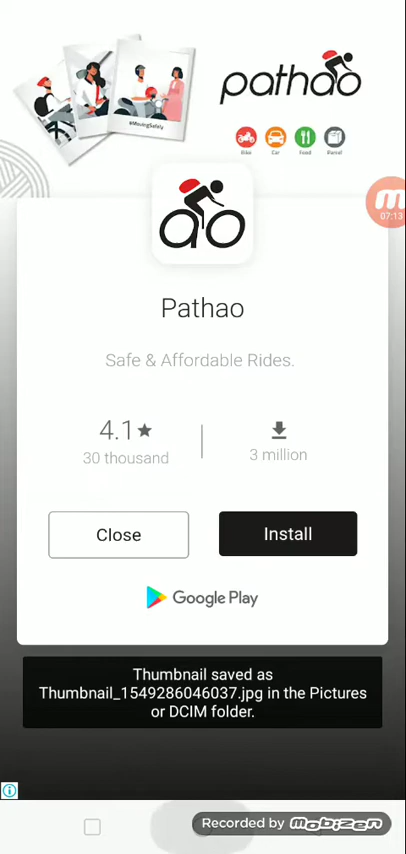 pathao
#MovingSafely
Bike Car Food Parcel
07:13
Pathao
Safe & Affordable Rides.
4.1★
30 thousand
3 million
Close
Install
Google Play
Thumbnail saved as
Thumbnail_1549286046037.jpg in the Pictures
or DCIM folder.
Recorded by MOBIZEN